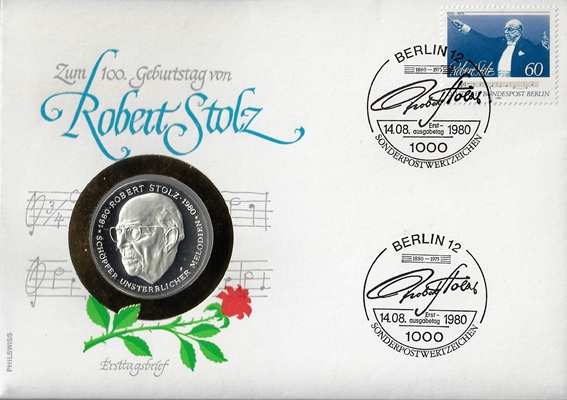 Zum 100. Geburtstag von
Robert Stolz
1880 - 1975
Robert Stolz
60
DEUTSCHE BUNDESPOST BERLIN
BERLIN 12
1880 – 1975
Robert Stolz
14.08. Erst-ausgabetag 1980
1000
SONDERPOSTWERTZEICHEN
3/4
·1880·ROBERT STOLZ·1980·
SCHÖPFER UNSTERBLICHER MELODIEN
BERLIN 12
1880 – 1975
Robert Stolz
14.08. Erst-ausgabetag 1980
1000
SONDERPOSTWERTZEICHEN
Ersttagsbrief
PHILSWISS